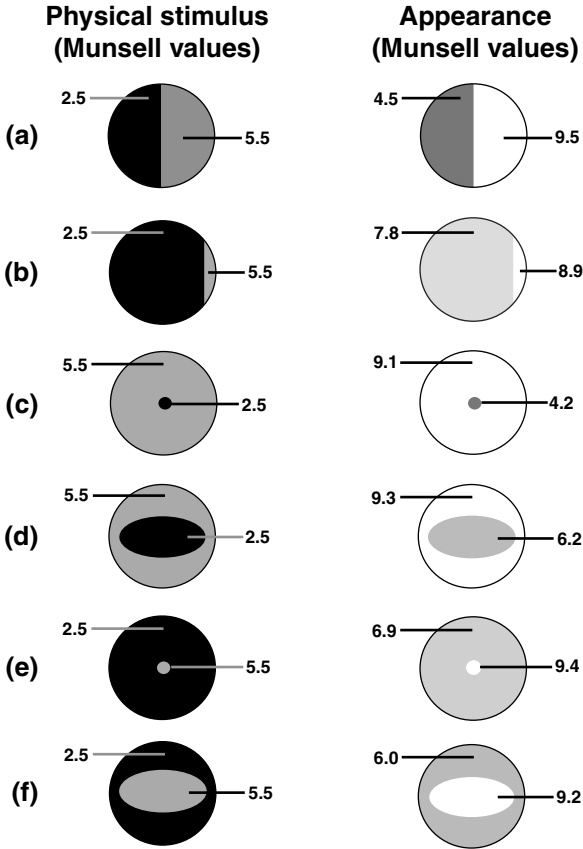 Physical stimulus
(Munsell values)
Appearance
(Munsell values)
(a)
2.5
5.5
4.5
9.5
(b)
2.5
5.5
7.8
8.9
(c)
5.5
2.5
9.1
4.2
(d)
5.5
2.5
9.3
6.2
(e)
2.5
5.5
6.9
9.4
(f)
2.5
5.5
6.0
9.2